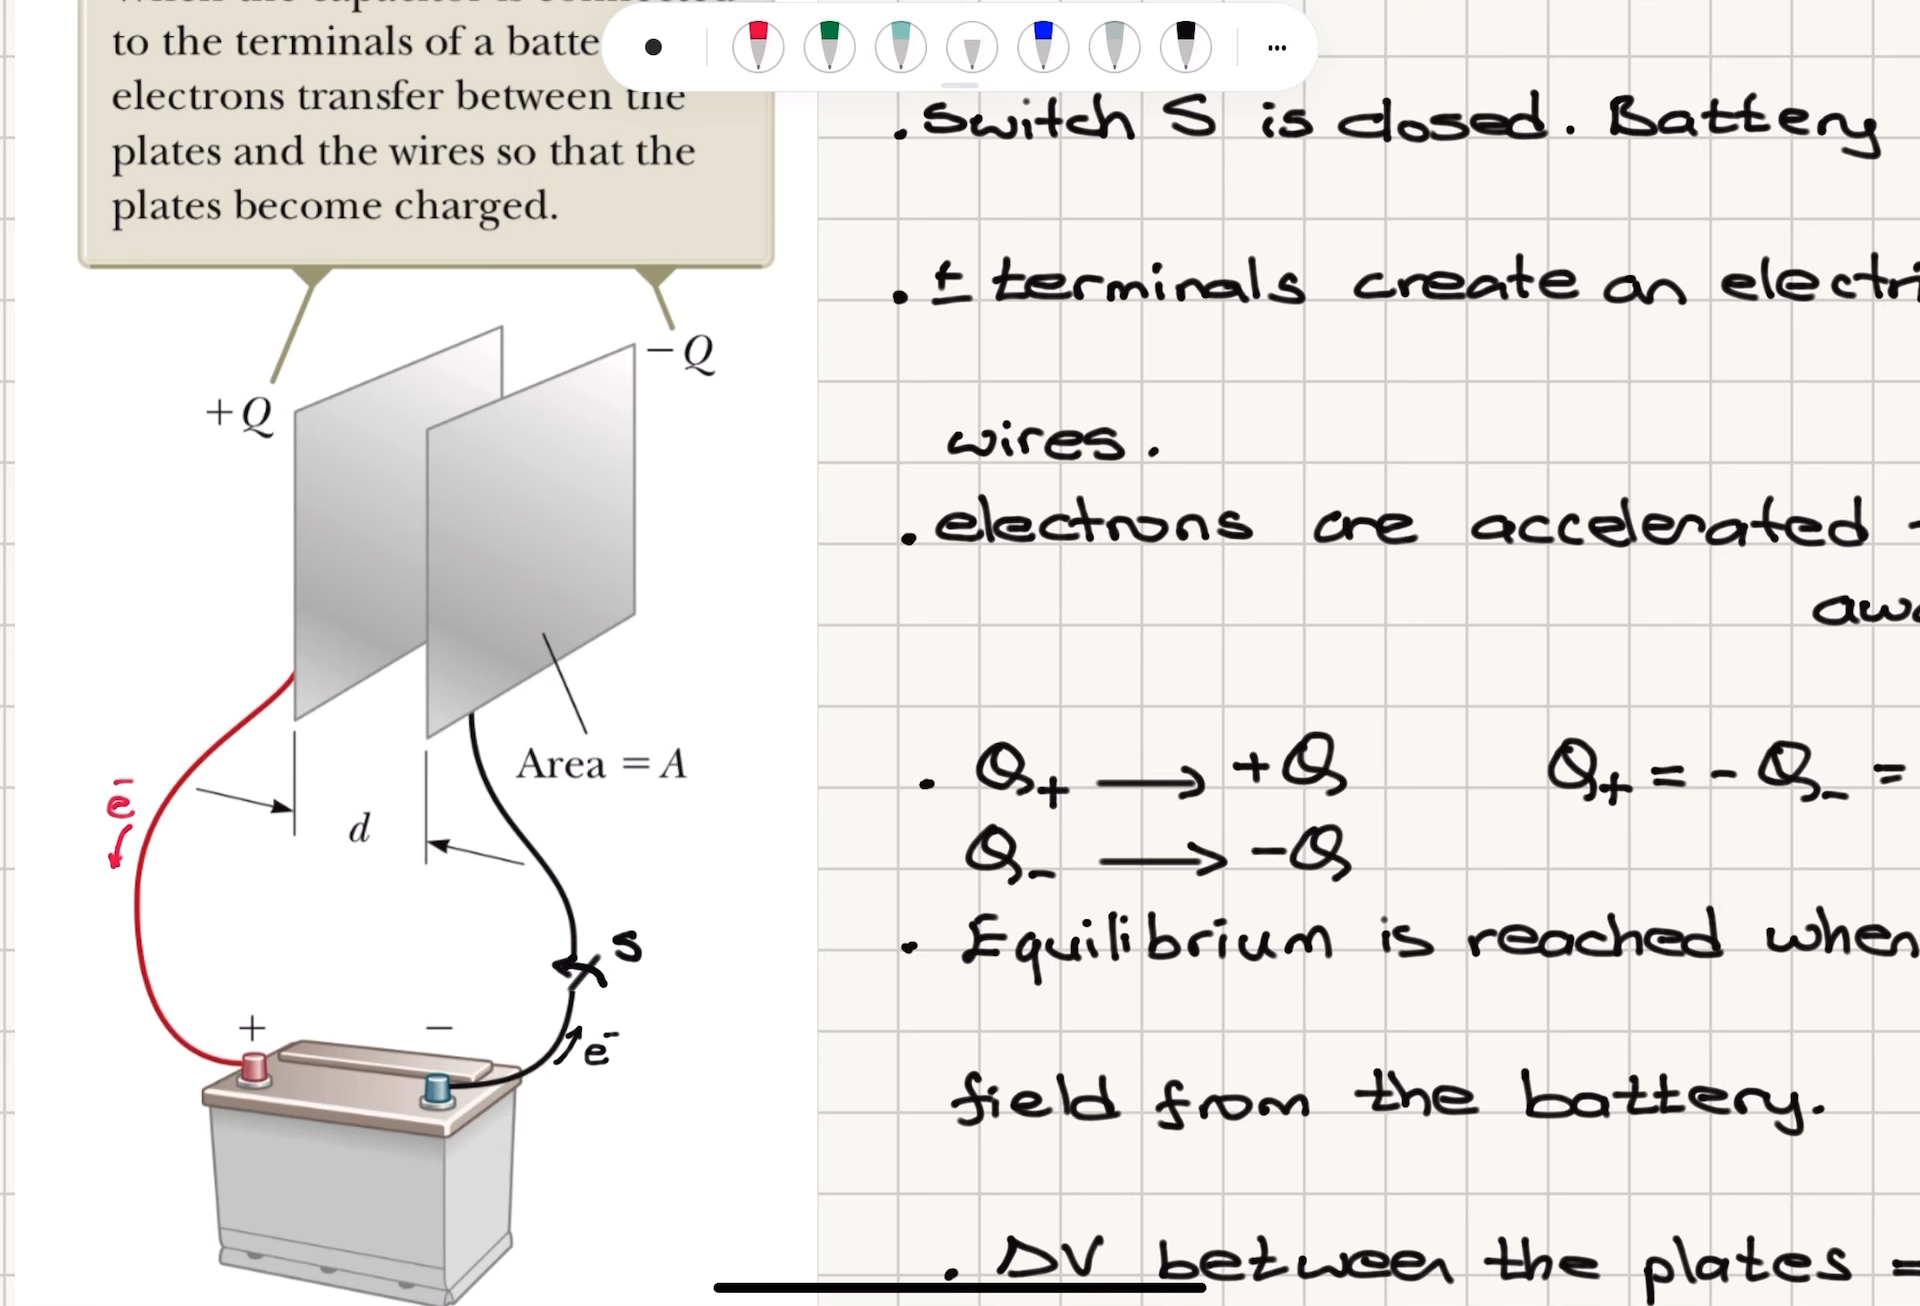 to the terminals of a batte
electrons transfer between the
plates and the wires so that the
plates become charged.
+Q
−Q
Area = A
d
e⁻
S
+
−
e⁻
. Switch S is closed. Battery
. ± terminals create an electri
wires.
. electrons are accelerated
. Q₊ ⟶ +Q Q₊ = - Q₋ =
Q₋ ⟶ -Q
. Equilibrium is reached when
field from the battery.
. ΔV between the plates =